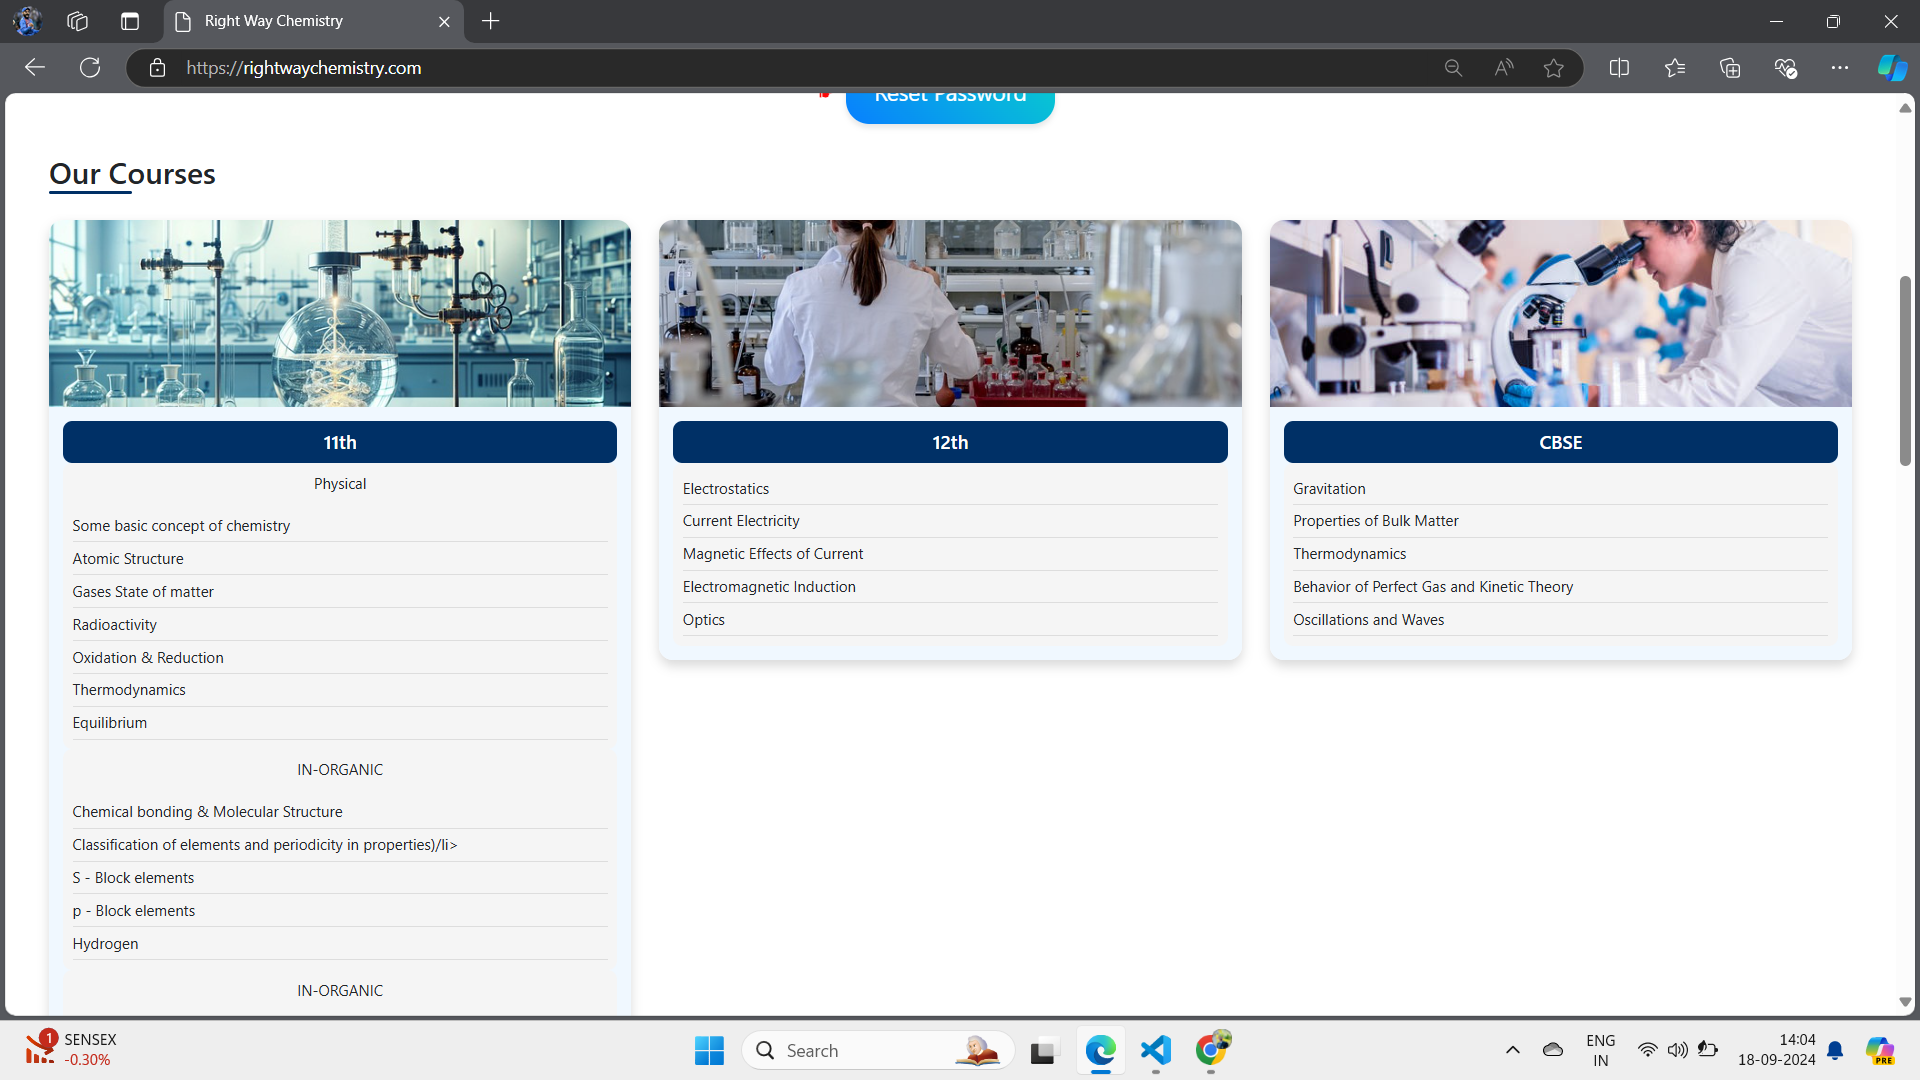 Right Way Chemistry
https://rightwaychemistry.com
Reset Password
Our Courses
11th
Physical
Some basic concept of chemistry
Atomic Structure
Gases State of matter
Radioactivity
Oxidation & Reduction
Thermodynamics
Equilibrium
IN-ORGANIC
Chemical bonding & Molecular Structure
Classification of elements and periodicity in properties)/li>
S - Block elements
p - Block elements
Hydrogen
IN-ORGANIC
12th
Electrostatics
Current Electricity
Magnetic Effects of Current
Electromagnetic Induction
Optics
CBSE
Gravitation
Properties of Bulk Matter
Thermodynamics
Behavior of Perfect Gas and Kinetic Theory
Oscillations and Waves
1
SENSEX
-0.30%
Search
ENG
IN
14:04
18-09-2024
PRE